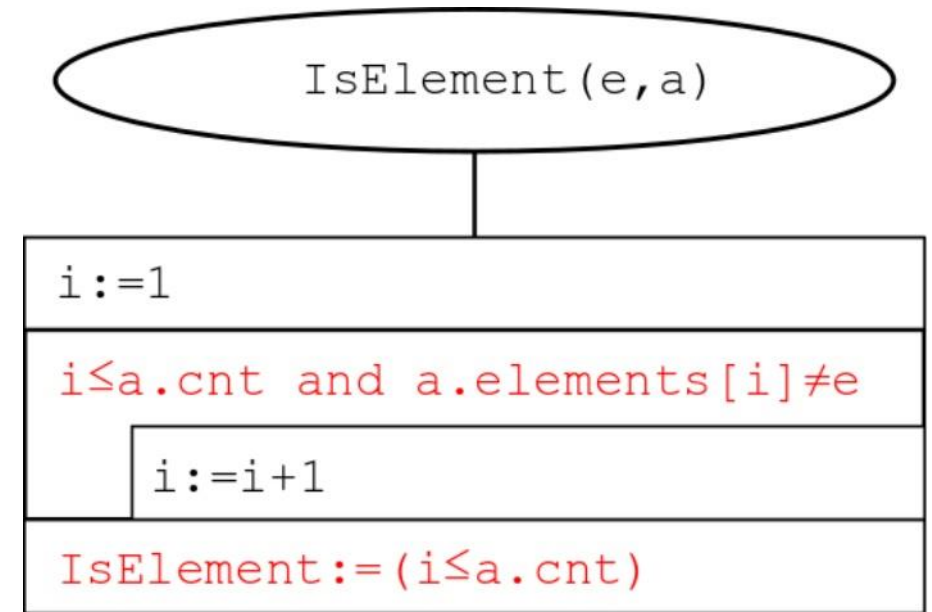 IsElement(e,a)
i:=1
i≤a.cnt and a.elements[i]≠e
i:=i+1
IsElement:=(i≤a.cnt)